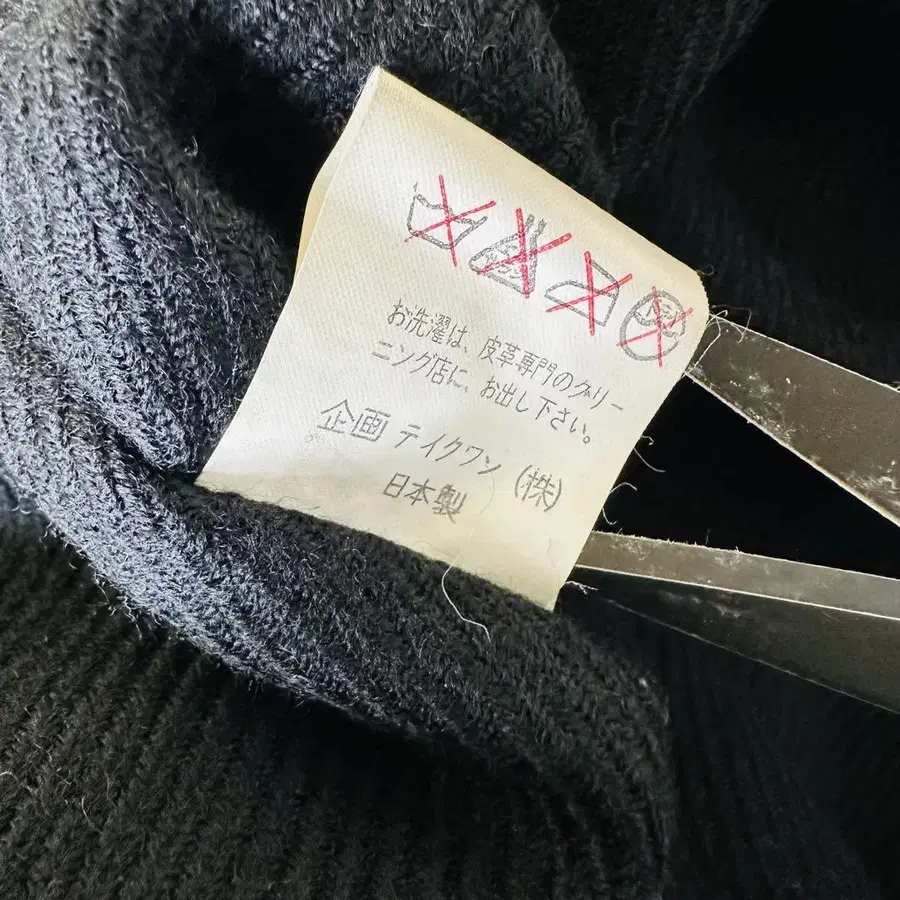 お洗濯は、皮革専門のクリー
ニング店に、お出し下さい。
企画 テイクワン (株)
日本製